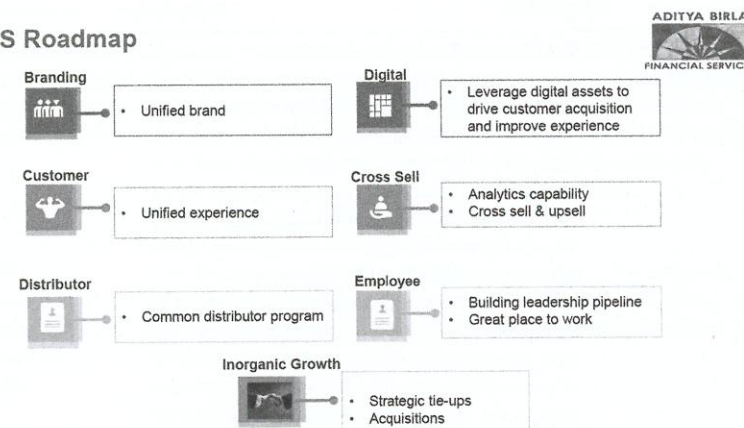 ADITYA BIRLA
S Roadmap
FINANCIAL SERVIC
Branding
• Unified brand
Digital
• Leverage digital assets to
drive customer acquisition
and improve experience
Customer
• Unified experience
Cross Sell
• Analytics capability
• Cross sell & upsell
Distributor
• Common distributor program
Employee
• Building leadership pipeline
• Great place to work
Inorganic Growth
• Strategic tie-ups
• Acquisitions